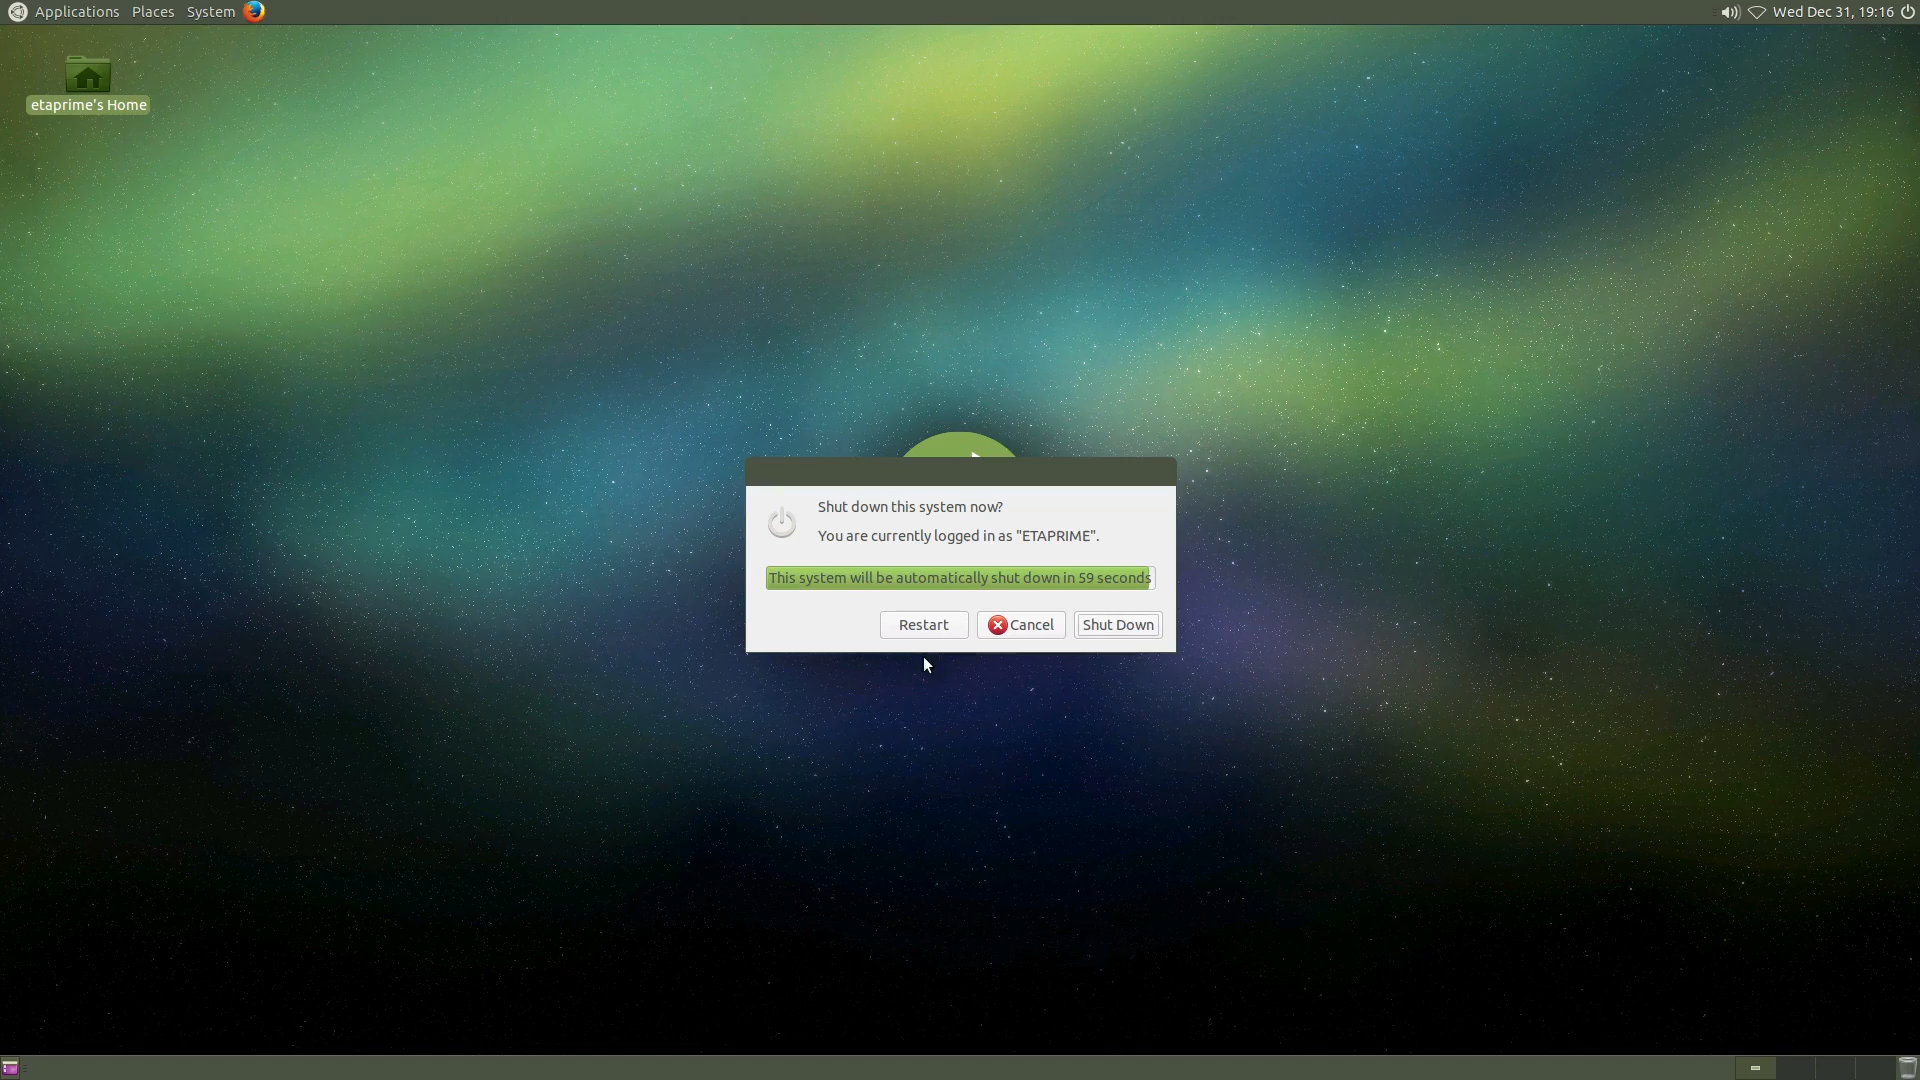 Applications Places System Wed Dec 31, 19:16
etaprime's Home
Shut down this system now?
You are currently logged in as "ETAPRIME".
This system will be automatically shut down in 59 seconds
Restart Cancel Shut Down